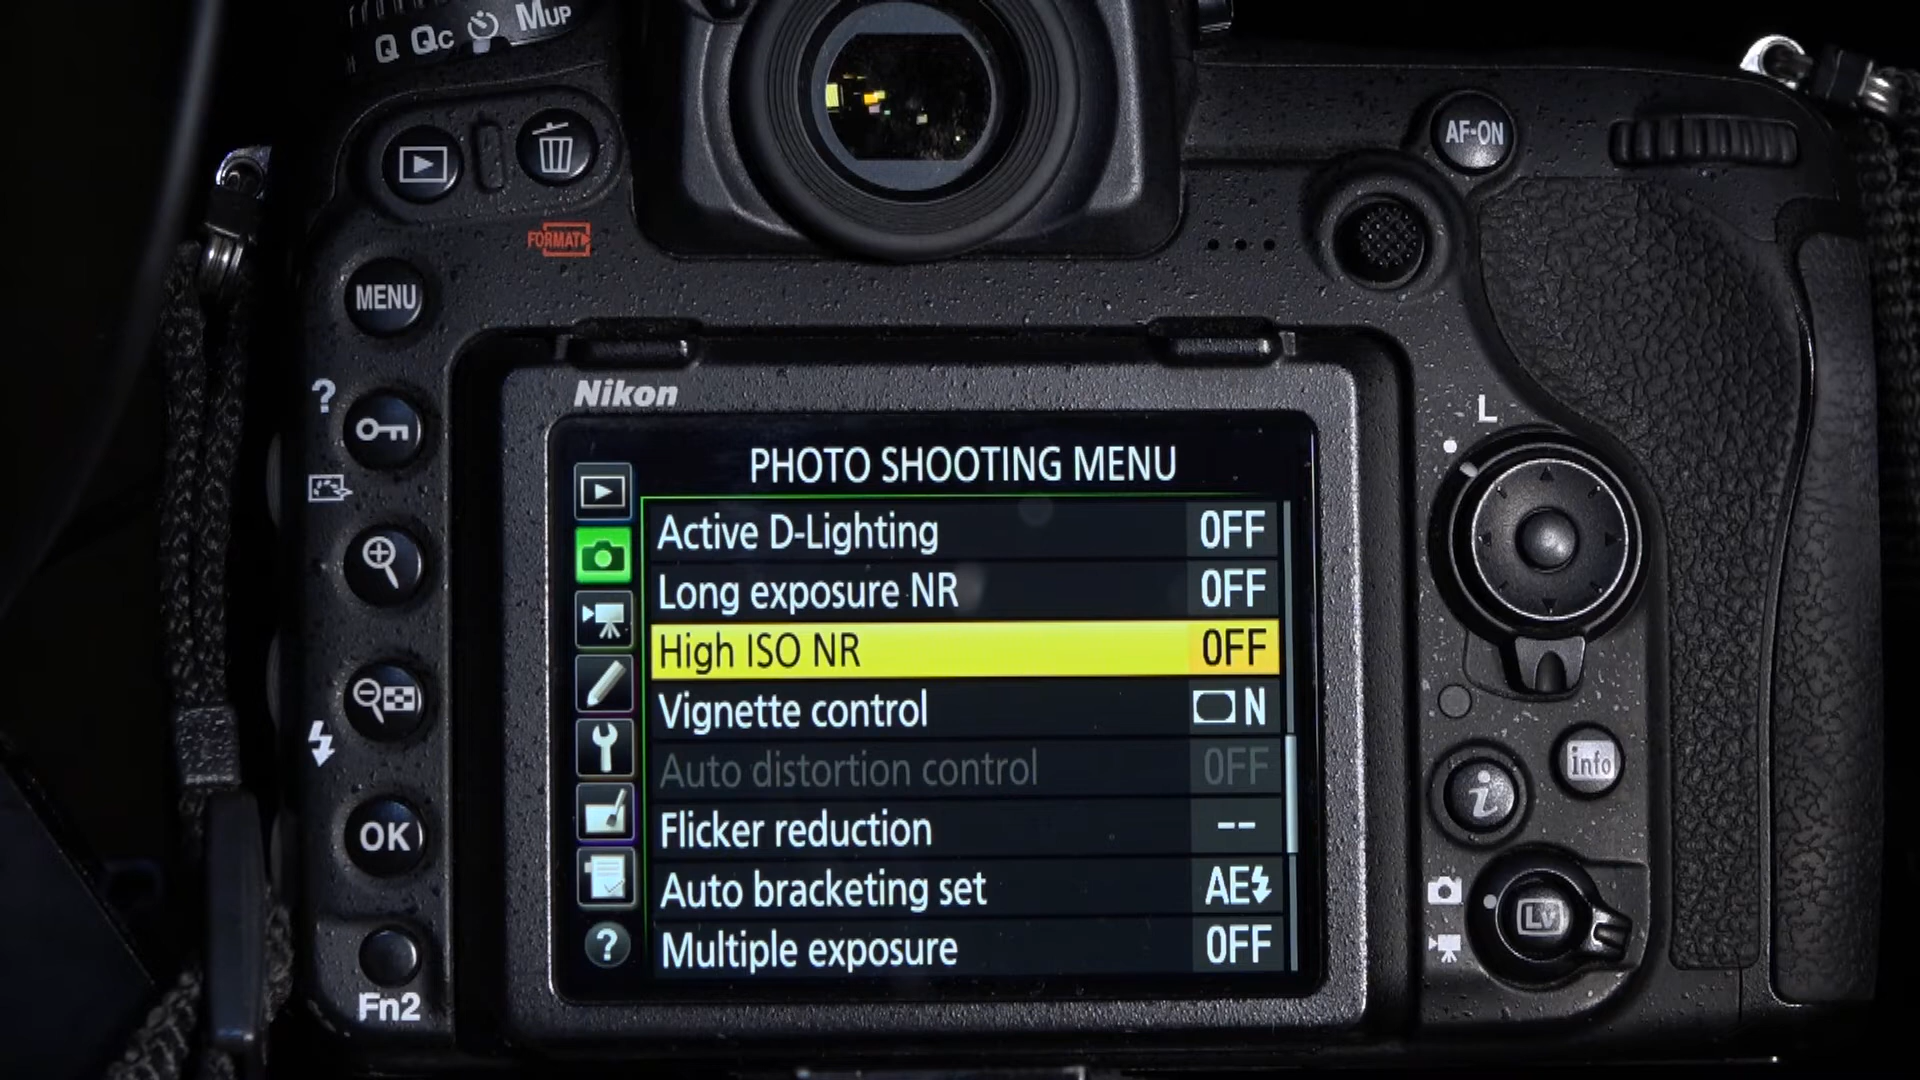 Q Qc MUP
AF-ON
FORMAT
MENU
Nikon
?
L
PHOTO SHOOTING MENU
Active D-Lighting OFF
Long exposure NR OFF
High ISO NR OFF
Vignette control N
Auto distortion control OFF
Flicker reduction --
Auto bracketing set AE
Multiple exposure OFF
?
OK
Fn2
info
i
Lv